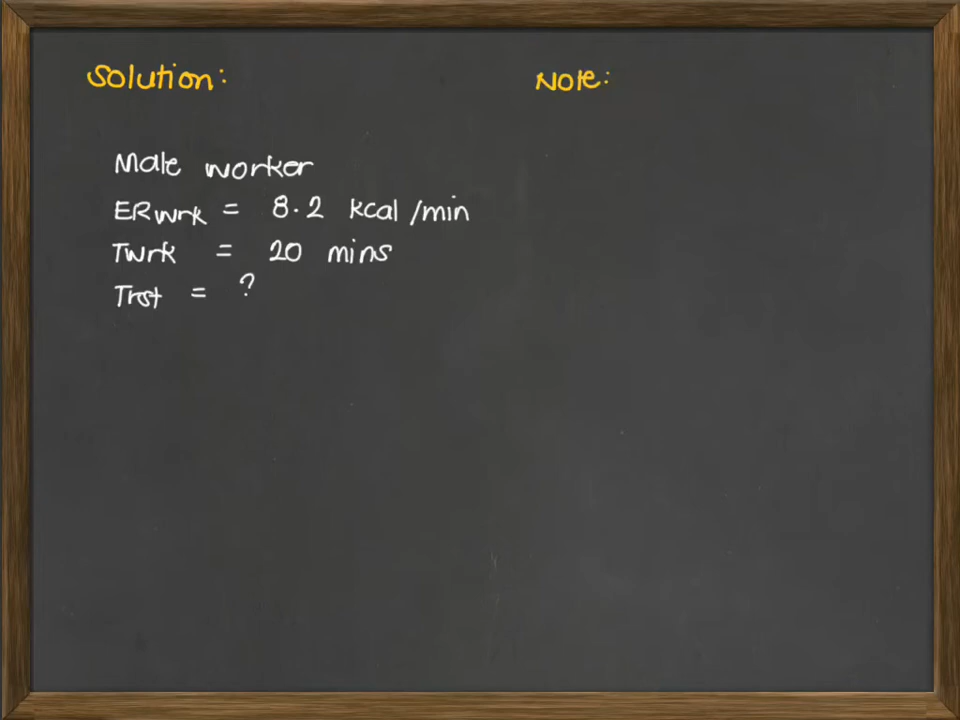 Solution:
Note:
Male worker
ERwrk = 8.2 kcal/min
Twrk = 20 mins
Trst = ?